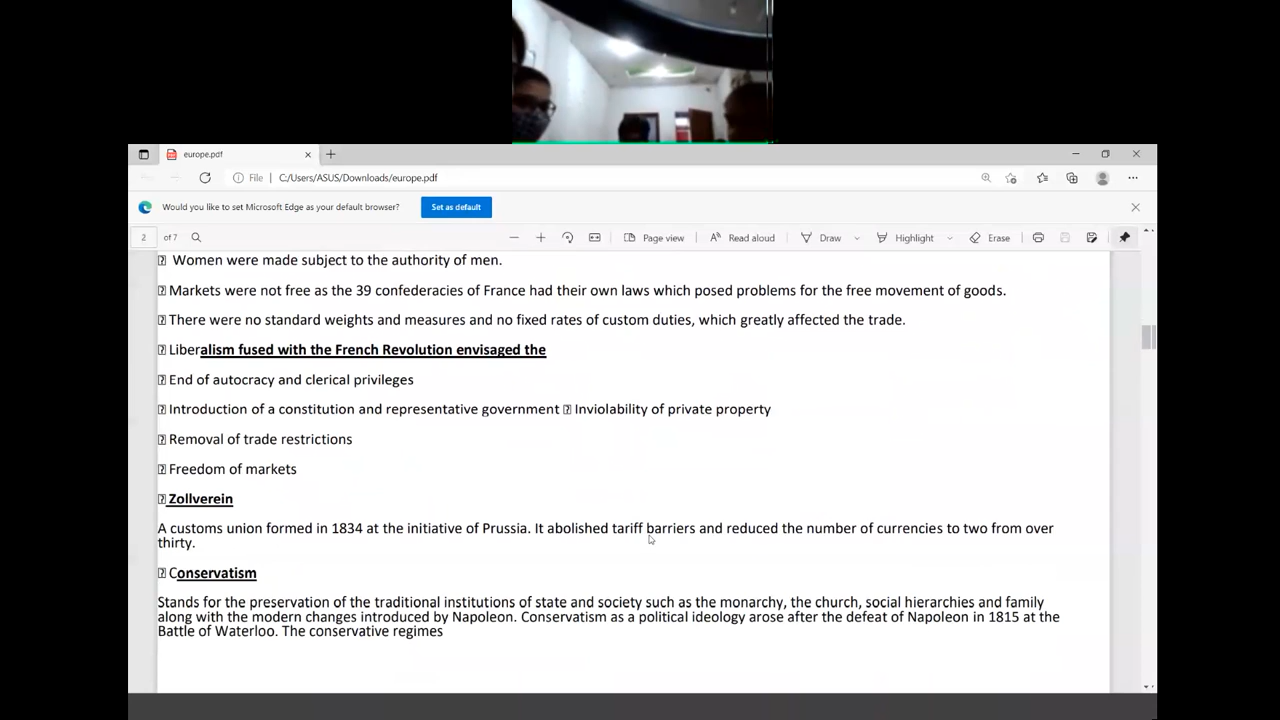 europe.pdf
File C:/Users/ASUS/Downloads/europe.pdf
Would you like to set Microsoft Edge as your default browser? Set as default
2 of 7 Page view Read aloud Draw Highlight Erase
Women were made subject to the authority of men.
Markets were not free as the 39 confederacies of France had their own laws which posed problems for the free movement of goods.
There were no standard weights and measures and no fixed rates of custom duties, which greatly affected the trade.
Liberalism fused with the French Revolution envisaged the
End of autocracy and clerical privileges
Introduction of a constitution and representative government Inviolability of private property
Removal of trade restrictions
Freedom of markets
Zollverein
A customs union formed in 1834 at the initiative of Prussia. It abolished tariff barriers and reduced the number of currencies to two from over
thirty.
Conservatism
Stands for the preservation of the traditional institutions of state and society such as the monarchy, the church, social hierarchies and family
along with the modern changes introduced by Napoleon. Conservatism as a political ideology arose after the defeat of Napoleon in 1815 at the
Battle of Waterloo. The conservative regimes